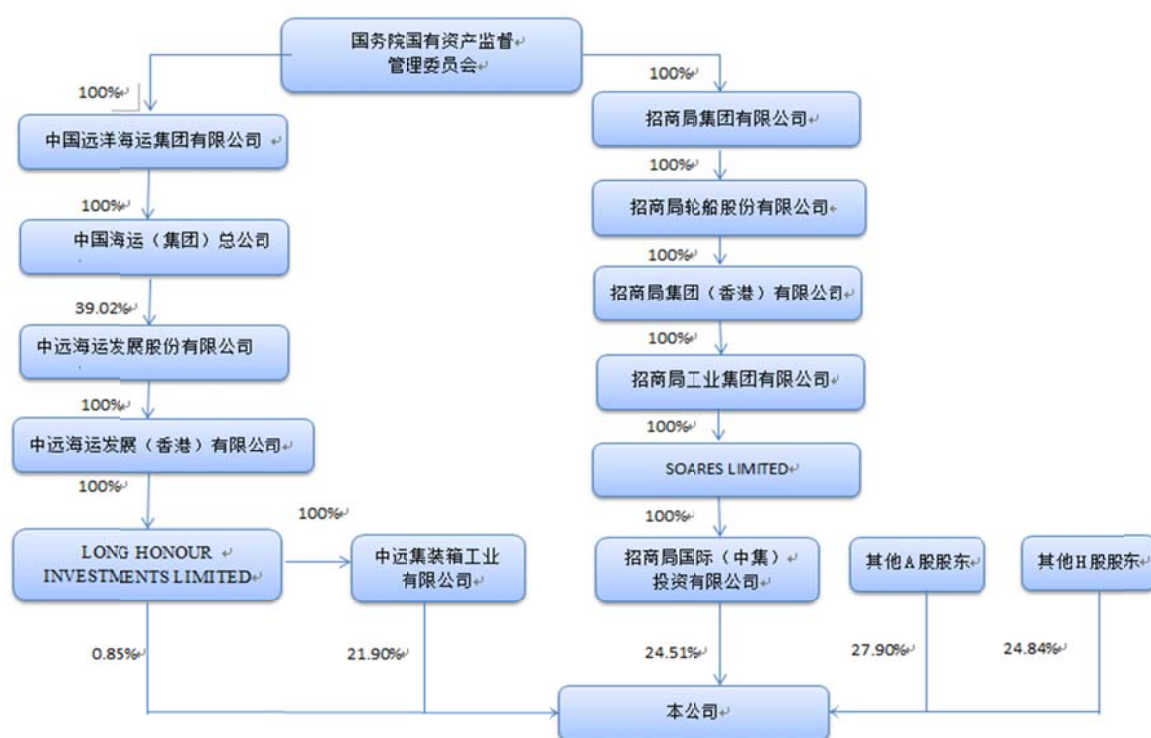 国务院国有资产监督
管理委员会
100%
100%
中国远洋海运集团有限公司
招商局集团有限公司
100%
100%
中国海运（集团）总公司
招商局轮船股份有限公司
39.02%
100%
中远海运发展股份有限公司
招商局集团（香港）有限公司
100%
100%
中远海运发展（香港）有限公司
招商局工业集团有限公司
100%
100%
SOARES LIMITED
100%
100%
LONG HONOUR
INVESTMENTS LIMITED
中远集装箱工业
有限公司
招商局国际（中集）
投资有限公司
其他A股股东
其他H股股东
0.85%
21.90%
24.51%
27.90%
24.84%
本公司